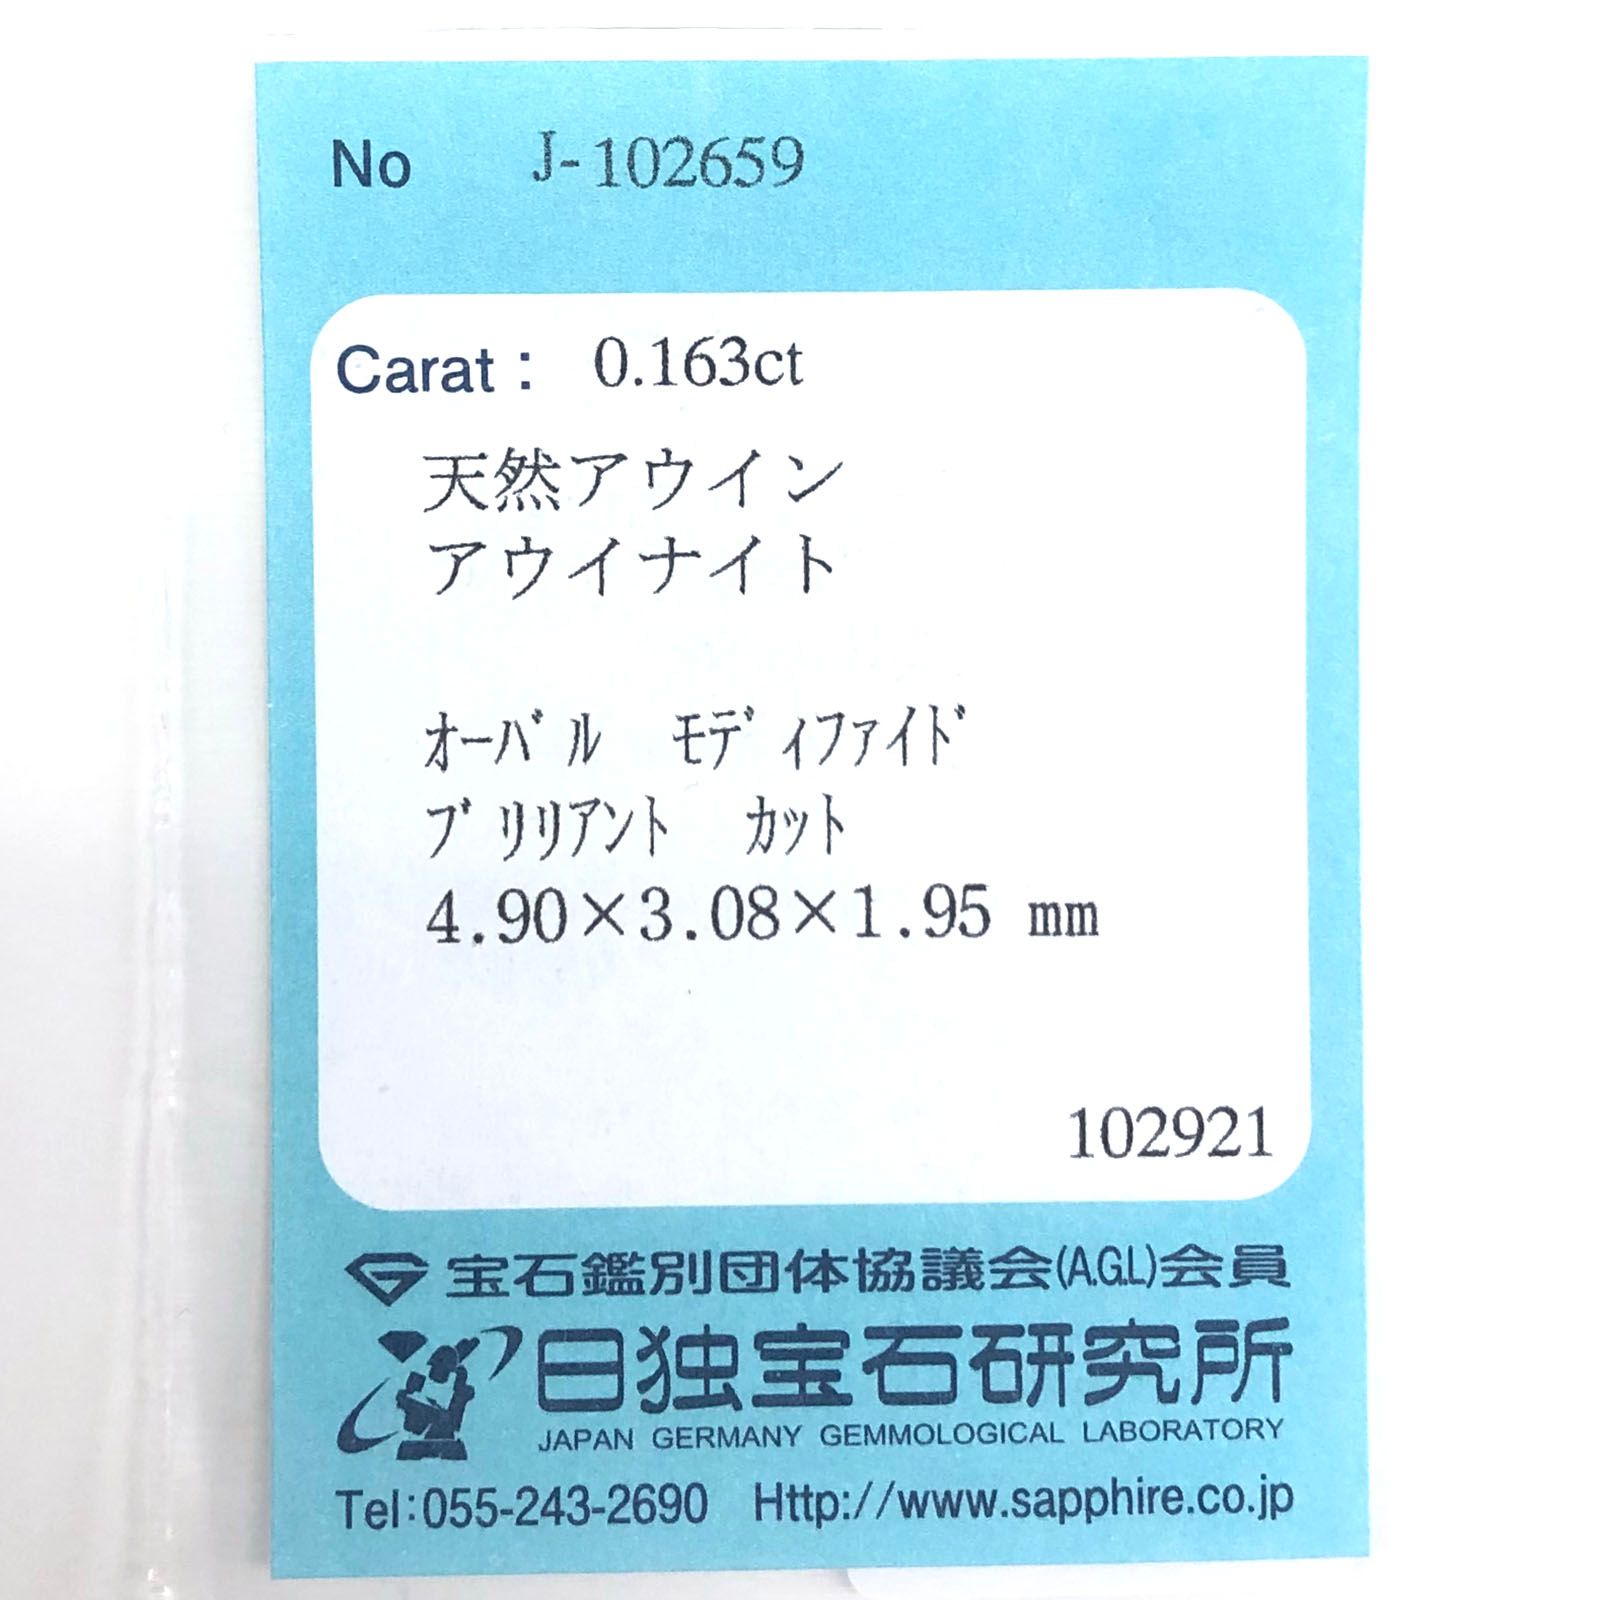 No J-102659
Carat： 0.163ct
天然アウイン
アウイナイト
ｵｰﾊﾞﾙ ﾓﾃﾞｨﾌｧｲﾄﾞ
ﾌﾞﾘﾘｱﾝﾄ ｶｯﾄ
4.90×3.08×1.95 mm
102921
宝石鑑別団体協議会(A.G.L)会員
日独宝石研究所
JAPAN GERMANY GEMMOLOGICAL LABORATORY
Tel:055-243-2690 Http://www.sapphire.co.jp